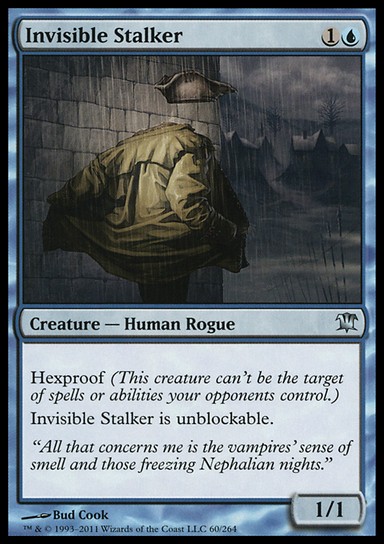 Invisible Stalker 1
Creature — Human Rogue
Hexproof (This creature can't be the target
of spells or abilities your opponents control.)
Invisible Stalker is unblockable.
“All that concerns me is the vampires’ sense of
smell and those freezing Nephalian nights.”
Bud Cook
1/1
™ & © 1993–2011 Wizards of the Coast LLC 60/264